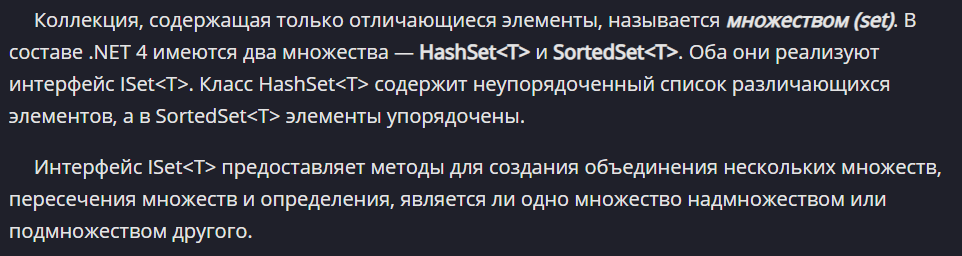 Коллекция, содержащая только отличающиеся элементы, называется множеством (set). В
составе .NET 4 имеются два множества — HashSet<T> и SortedSet<T>. Оба они реализуют
интерфейс ISet<T>. Класс HashSet<T> содержит неупорядоченный список различающихся
элементов, а в SortedSet<T> элементы упорядочены.
Интерфейс ISet<T> предоставляет методы для создания объединения нескольких множеств,
пересечения множеств и определения, является ли одно множество надмножеством или
подмножеством другого.